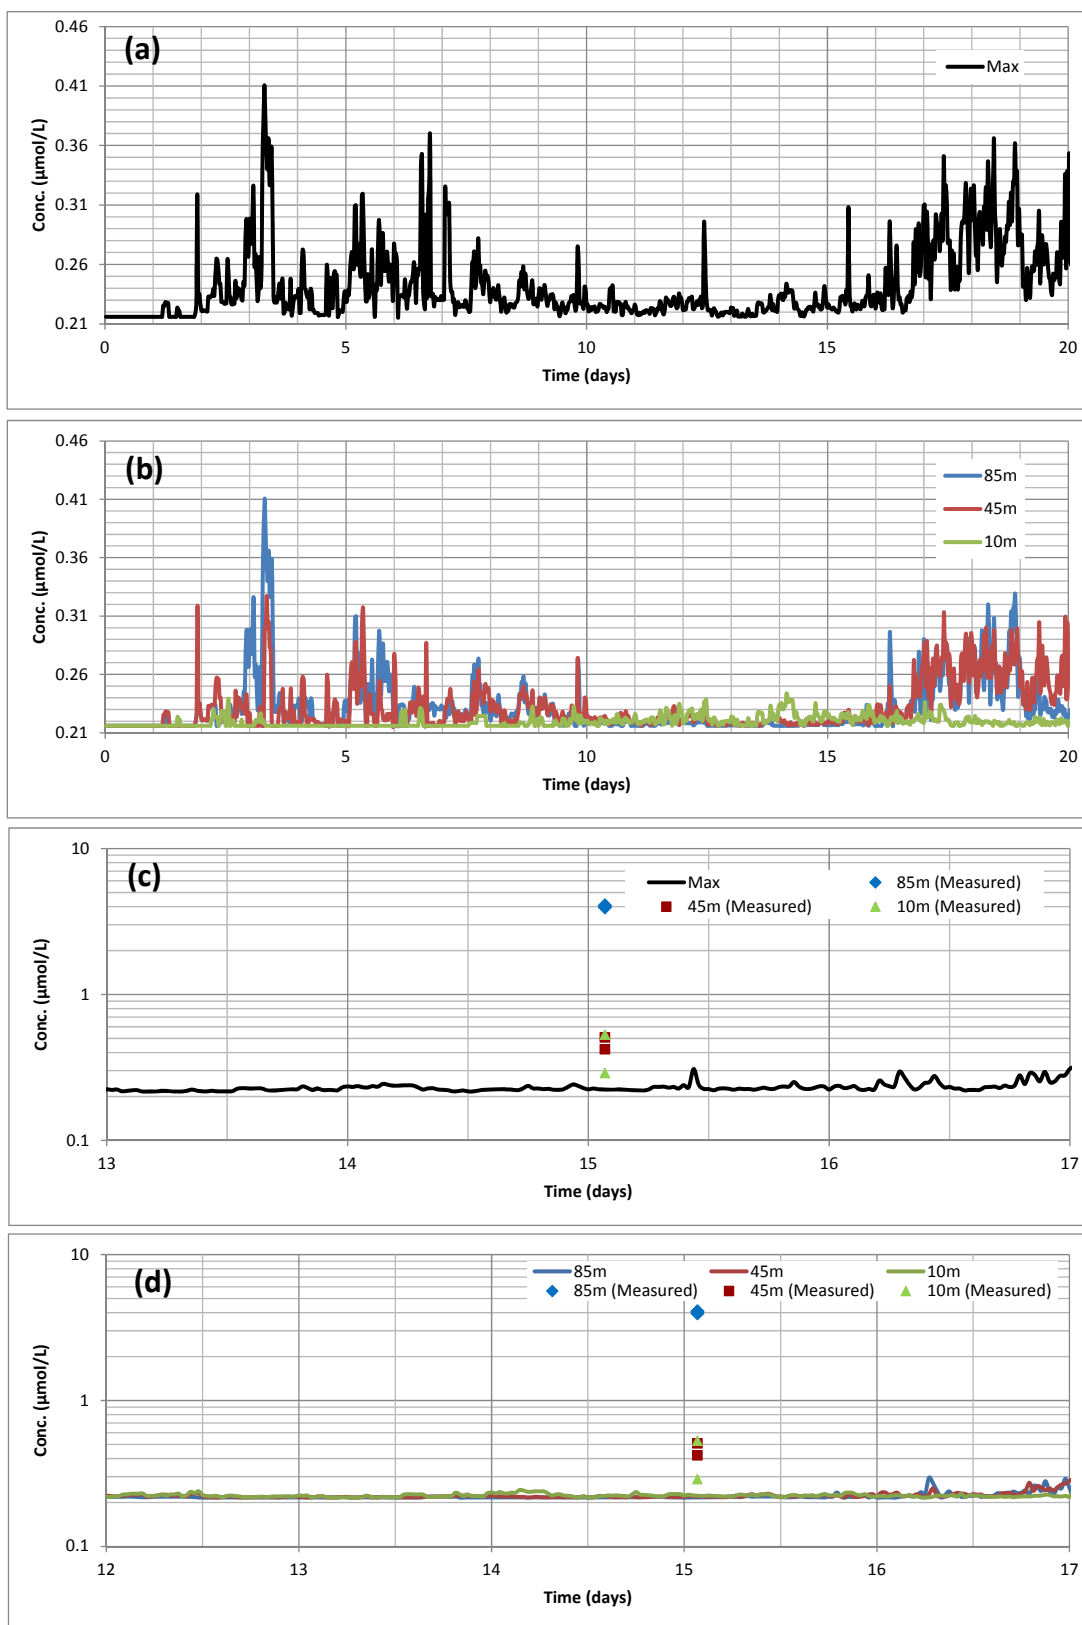 (a)
Max
0.46
0.41
0.36
0.31
0.26
0.21
Conc. (µmol/L)
0 5 10 15 20
Time (days)
(b)
85m
45m
10m
0.46
0.41
0.36
0.31
0.26
0.21
Conc. (µmol/L)
0 5 10 15 20
Time (days)
(c)
Max 85m (Measured)
45m (Measured) 10m (Measured)
10
1
0.1
Conc. (µmol/L)
13 14 15 16 17
Time (days)
(d)
85m 45m 10m
85m (Measured) 45m (Measured) 10m (Measured)
10
1
0.1
Conc. (µmol/L)
12 13 14 15 16 17
Time (days)